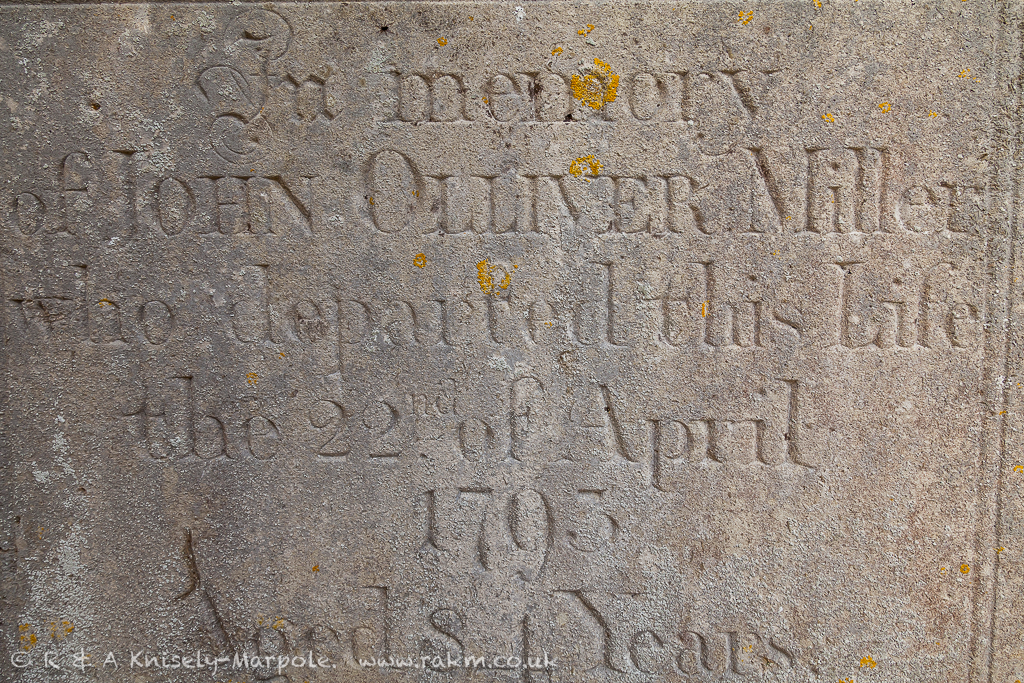 In memory
of JOHN OLLIVER Miller
who departed this Life
the 22nd of April
1793
Aged 84 Years.
© R & A Knisely-Marpole. www.rakm.co.uk